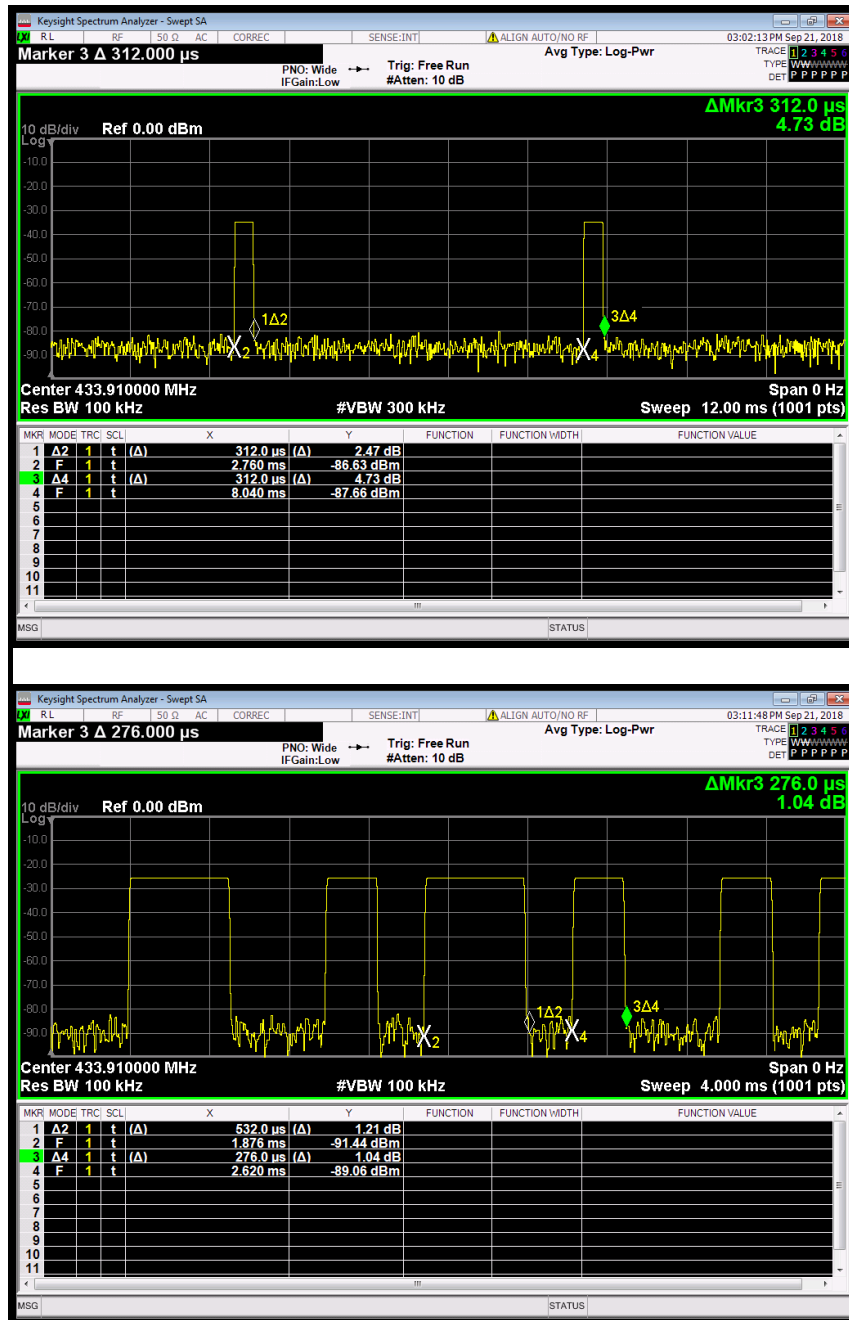 Keysight Spectrum Analyzer - Swept SA
LXI RL RF 50 Ω AC CORREC SENSE:INT ALIGN AUTO/NO RF 03:02:13 PM Sep 21, 2018
Marker 3 Δ 312.000 µs
PNO: Wide
IFGain:Low
Trig: Free Run
#Atten: 10 dB
Avg Type: Log-Pwr
TRACE 1 2 3 4 5 6
TYPE WWWWWW
DET P P P P P P
ΔMkr3 312.0 µs
4.73 dB
10 dB/div Ref 0.00 dBm
Log
-10.0
-20.0
-30.0
-40.0
-50.0
-60.0
-70.0
-80.0
-90.0
1Δ2
X2
3Δ4
X4
Center 433.910000 MHz Span 0 Hz
Res BW 100 kHz #VBW 300 kHz Sweep 12.00 ms (1001 pts)
MKR MODE TRC SCL X Y FUNCTION FUNCTION WIDTH FUNCTION VALUE
1 Δ2 1 t (Δ) 312.0 µs (Δ) 2.47 dB
2 F 1 t 2.760 ms -86.63 dBm
3 Δ4 1 t (Δ) 312.0 µs (Δ) 4.73 dB
4 F 1 t 8.040 ms -87.66 dBm
5
6
7
8
9
10
11
MSG STATUS
Keysight Spectrum Analyzer - Swept SA
LXI RL RF 50 Ω AC CORREC SENSE:INT ALIGN AUTO/NO RF 03:11:48 PM Sep 21, 2018
Marker 3 Δ 276.000 µs
PNO: Wide
IFGain:Low
Trig: Free Run
#Atten: 10 dB
Avg Type: Log-Pwr
TRACE 1 2 3 4 5 6
TYPE WWWWWW
DET P P P P P P
ΔMkr3 276.0 µs
1.04 dB
10 dB/div Ref 0.00 dBm
Log
-10.0
-20.0
-30.0
-40.0
-50.0
-60.0
-70.0
-80.0
-90.0
1Δ2
X2
3Δ4
X4
Center 433.910000 MHz Span 0 Hz
Res BW 100 kHz #VBW 100 kHz Sweep 4.000 ms (1001 pts)
MKR MODE TRC SCL X Y FUNCTION FUNCTION WIDTH FUNCTION VALUE
1 Δ2 1 t (Δ) 532.0 µs (Δ) 1.21 dB
2 F 1 t 1.876 ms -91.44 dBm
3 Δ4 1 t (Δ) 276.0 µs (Δ) 1.04 dB
4 F 1 t 2.620 ms -89.06 dBm
5
6
7
8
9
10
11
MSG STATUS